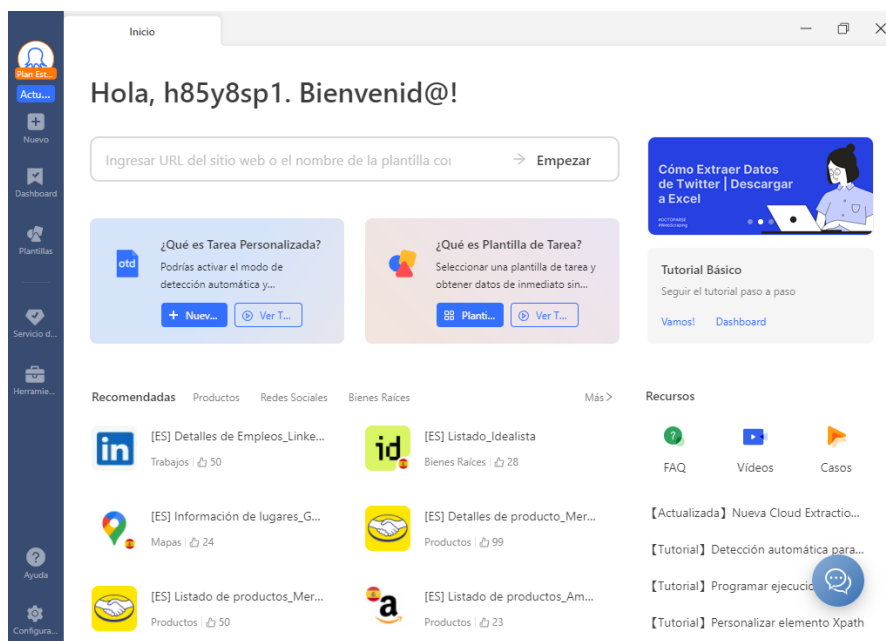 Inicio
Plan Est...
Actu...
Nuevo
Dashboard
Plantillas
Servicio d...
Herramie...
Ayuda
Configura...
Hola, h85y8sp1. Bienvenid@!
Ingresar URL del sitio web o el nombre de la plantilla coı
Empezar
Cómo Extraer Datos
de Twitter | Descargar
a Excel
#OCTOPARSE
#WebScraping
otd
¿Qué es Tarea Personalizada?
Podrías activar el modo de
detección automática y...
+ Nuev...
Ver T...
¿Qué es Plantilla de Tarea?
Seleccionar una plantilla de tarea y
obtener datos de inmediato sin...
Planti...
Ver T...
Tutorial Básico
Seguir el tutorial paso a paso
Vamos! Dashboard
Recomendadas Productos Redes Sociales Bienes Raíces Más >
in
[ES] Detalles de Empleos_Linke...
Trabajos | 50
id
[ES] Listado_Idealista
Bienes Raíces | 28
[ES] Información de lugares_G...
Mapas | 24
[ES] Detalles de producto_Mer...
Productos | 99
[ES] Listado de productos_Mer...
Productos | 50
a
[ES] Listado de productos_Am...
Productos | 23
Recursos
FAQ Vídeos Casos
【Actualizada】Nueva Cloud Extractio...
【Tutorial】Detección automática para...
【Tutorial】Programar ejecució
【Tutorial】Personalizar elemento Xpath